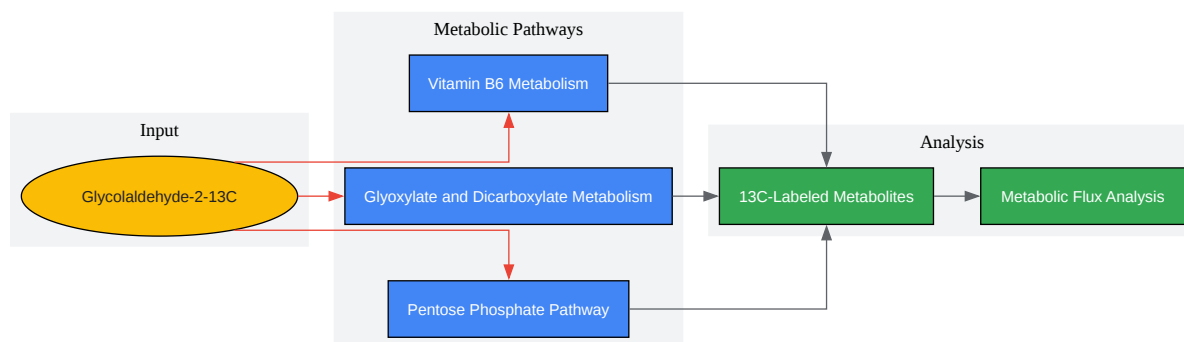 Input
Glycolaldehyde-2-13C
Metabolic Pathways
Vitamin B6 Metabolism
Glyoxylate and Dicarboxylate Metabolism
Pentose Phosphate Pathway
Analysis
13C-Labeled Metabolites
Metabolic Flux Analysis